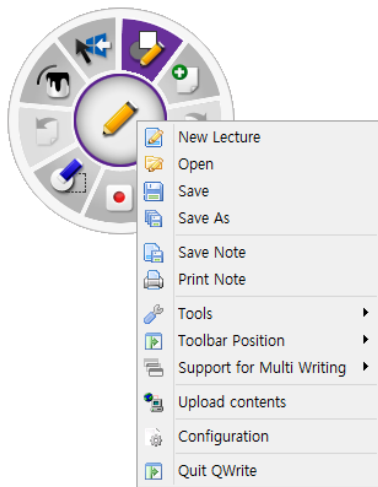 New Lecture
Open
Save
Save As
Save Note
Print Note
Tools
Toolbar Position
Support for Multi Writing
Upload contents
Configuration
Quit QWrite